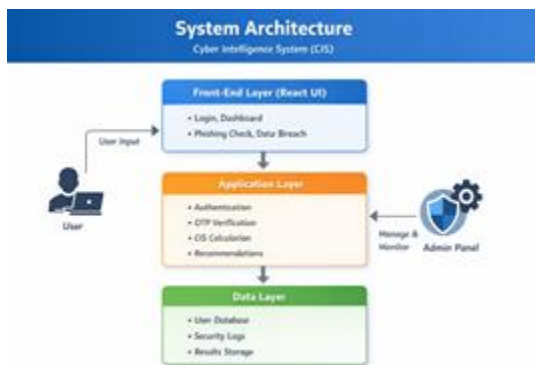 System Architecture
Cyber Intelligence System (CIS)
Front-End Layer (React UI)
• Login, Dashboard
• Phishing Check, Data Breach
User Input
User
Application Layer
• Authentication
• OTP Verification
• CIS Calculation
• Recommendations
Manage &
Monitor
Admin Panel
Data Layer
• User Database
• Security Logs
• Results Storage